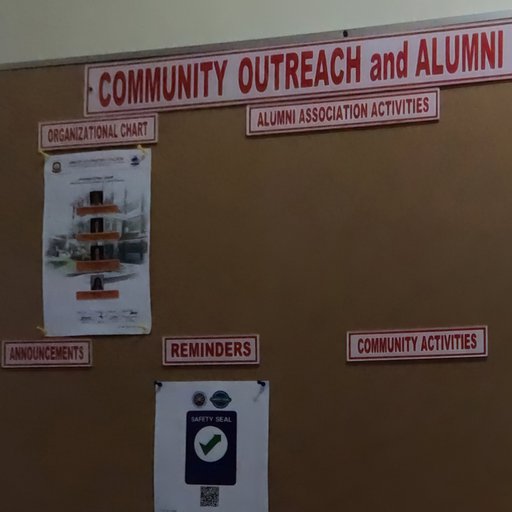 COMMUNITY OUTREACH and ALUMNI
ALUMNI ASSOCIATION ACTIVITIES
ORGANIZATIONAL CHART
ANNOUNCEMENTS
REMINDERS
COMMUNITY ACTIVITIES
SAFETY SEAL